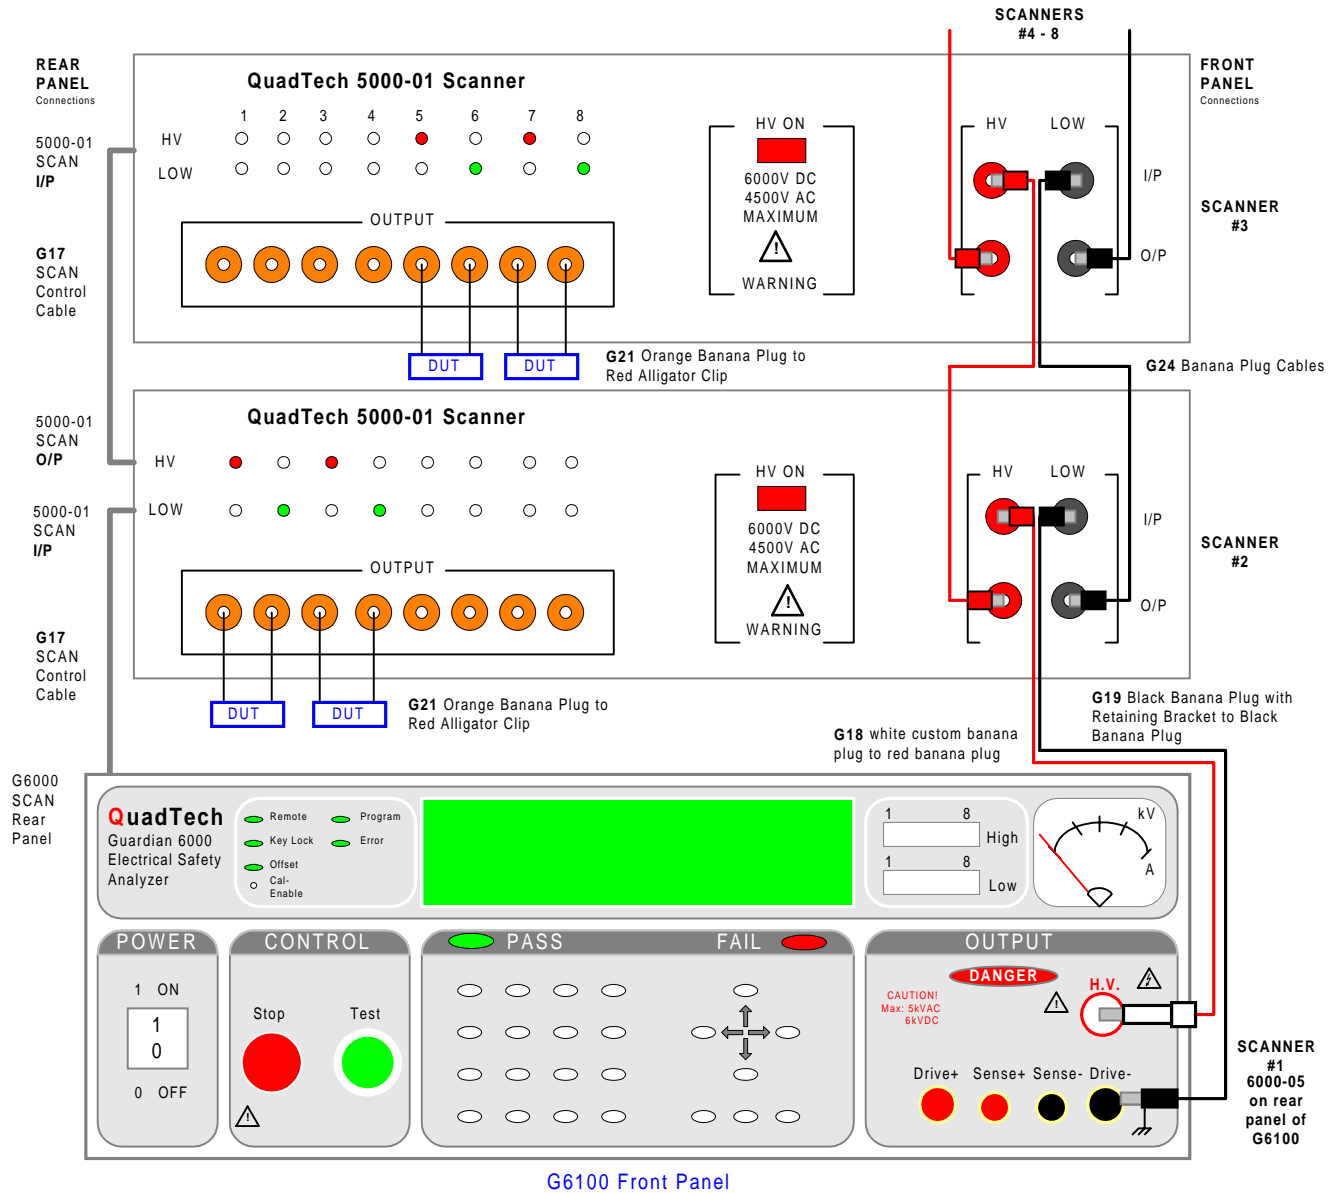 SCANNERS
#4 - 8
REAR
PANEL
Connections
FRONT
PANEL
Connections
QuadTech 5000-01 Scanner
1 2 3 4 5 6 7 8
HV
LOW
5000-01
SCAN
I/P
HV ON
6000V DC
4500V AC
MAXIMUM
!
WARNING
HV LOW
I/P
O/P
SCANNER
#3
OUTPUT
G17
SCAN
Control
Cable
DUT DUT
G21 Orange Banana Plug to
Red Alligator Clip
G24 Banana Plug Cables
QuadTech 5000-01 Scanner
5000-01
SCAN
O/P
HV
LOW
5000-01
SCAN
I/P
HV ON
6000V DC
4500V AC
MAXIMUM
!
WARNING
HV LOW
I/P
O/P
SCANNER
#2
OUTPUT
G17
SCAN
Control
Cable
DUT DUT
G21 Orange Banana Plug to
Red Alligator Clip
G18 white custom banana
plug to red banana plug
G19 Black Banana Plug with
Retaining Bracket to Black
Banana Plug
G6000
SCAN
Rear
Panel
QuadTech
Guardian 6000
Electrical Safety
Analyzer
Remote Program
Key Lock Error
Offset
Cal-
Enable
1 8
High
1 8
Low
kV
A
POWER
1 ON
1
0
0 OFF
CONTROL
Stop Test
!
PASS FAIL
OUTPUT
DANGER
CAUTION!
Max: 5kVAC
6kVDC
H.V.
!
Drive+ Sense+ Sense- Drive-
SCANNER
#1
6000-05
on rear
panel of
G6100
G6100 Front Panel